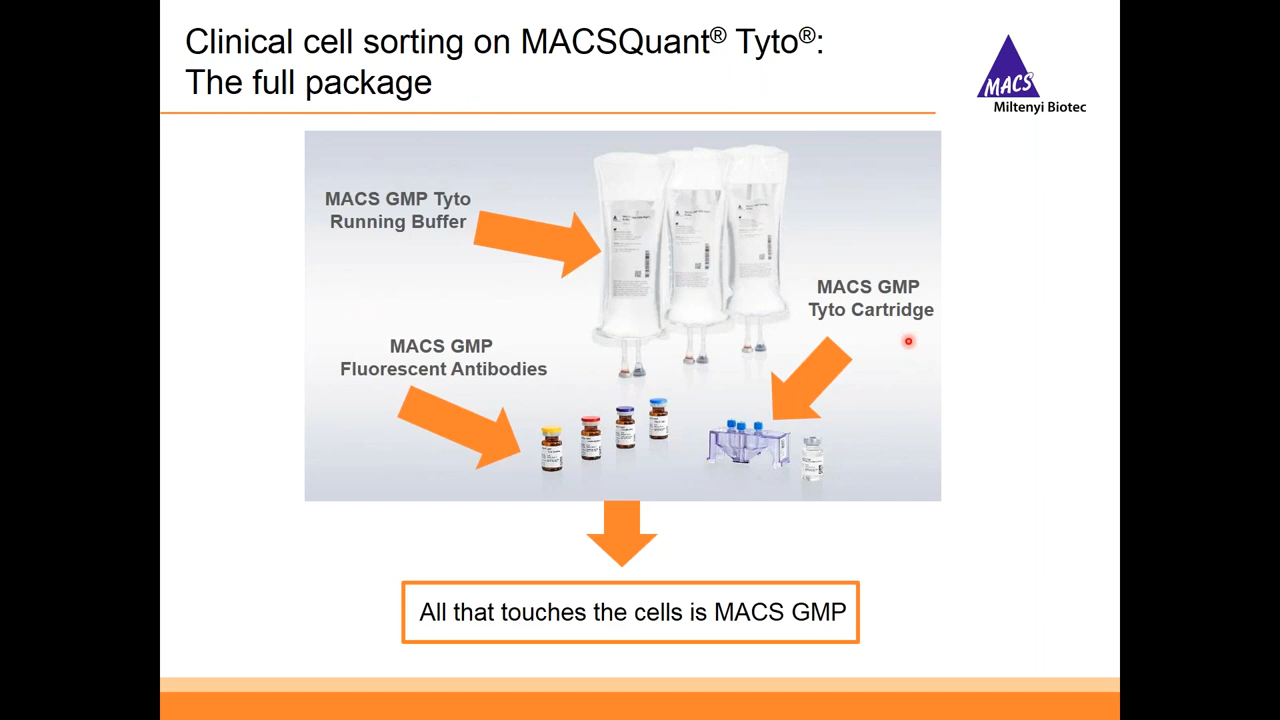 Clinical cell sorting on MACSQuant® Tyto®:
The full package
MACS
Miltenyi Biotec
MACS GMP Tyto
Running Buffer
MACS GMP
Tyto Cartridge
MACS GMP
Fluorescent Antibodies
All that touches the cells is MACS GMP